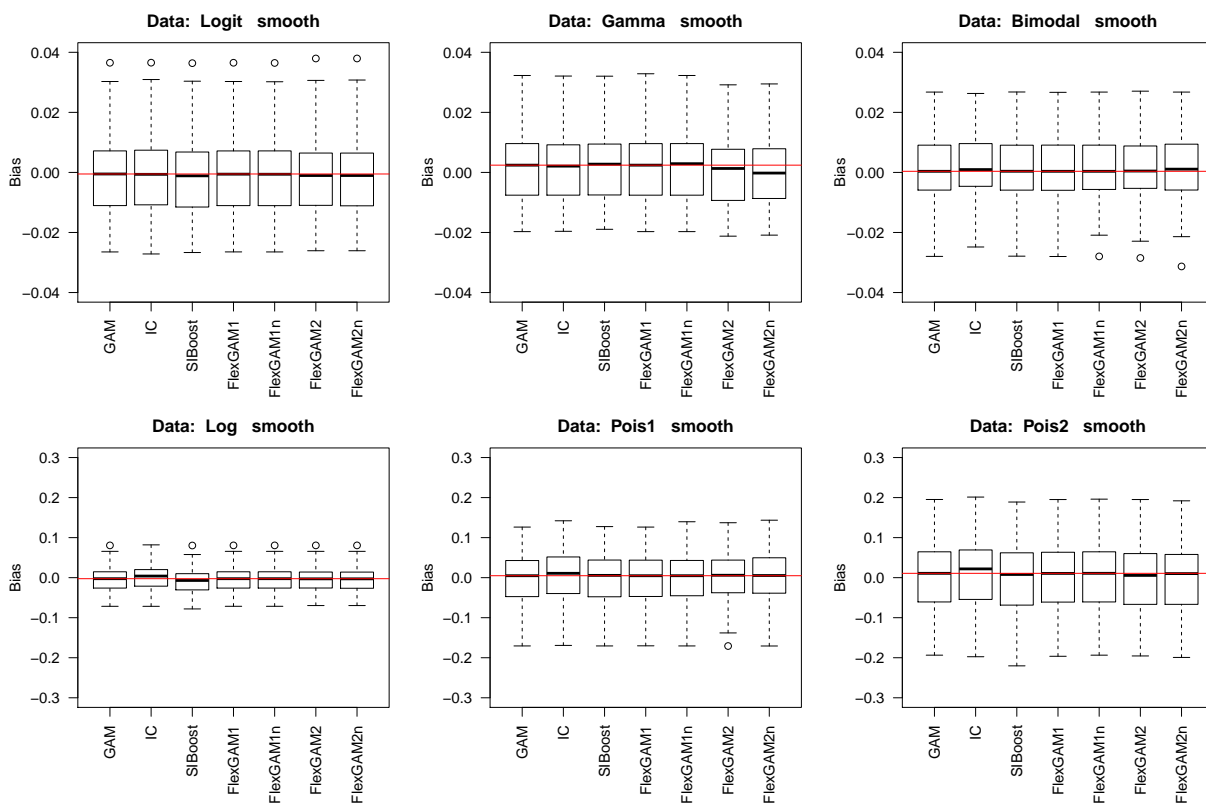 Data: Logit smooth
Bias
0.04
0.02
0.00
−0.02
−0.04
GAM
IC
SIBoost
FlexGAM1
FlexGAM1n
FlexGAM2
FlexGAM2n
Data: Gamma smooth
Bias
0.04
0.02
0.00
−0.02
−0.04
GAM
IC
SIBoost
FlexGAM1
FlexGAM1n
FlexGAM2
FlexGAM2n
Data: Bimodal smooth
Bias
0.04
0.02
0.00
−0.02
−0.04
GAM
IC
SIBoost
FlexGAM1
FlexGAM1n
FlexGAM2
FlexGAM2n
Data: Log smooth
Bias
0.3
0.2
0.1
0.0
−0.1
−0.2
−0.3
GAM
IC
SIBoost
FlexGAM1
FlexGAM1n
FlexGAM2
FlexGAM2n
Data: Pois1 smooth
Bias
0.3
0.2
0.1
0.0
−0.1
−0.2
−0.3
GAM
IC
SIBoost
FlexGAM1
FlexGAM1n
FlexGAM2
FlexGAM2n
Data: Pois2 smooth
Bias
0.3
0.2
0.1
0.0
−0.1
−0.2
−0.3
GAM
IC
SIBoost
FlexGAM1
FlexGAM1n
FlexGAM2
FlexGAM2n